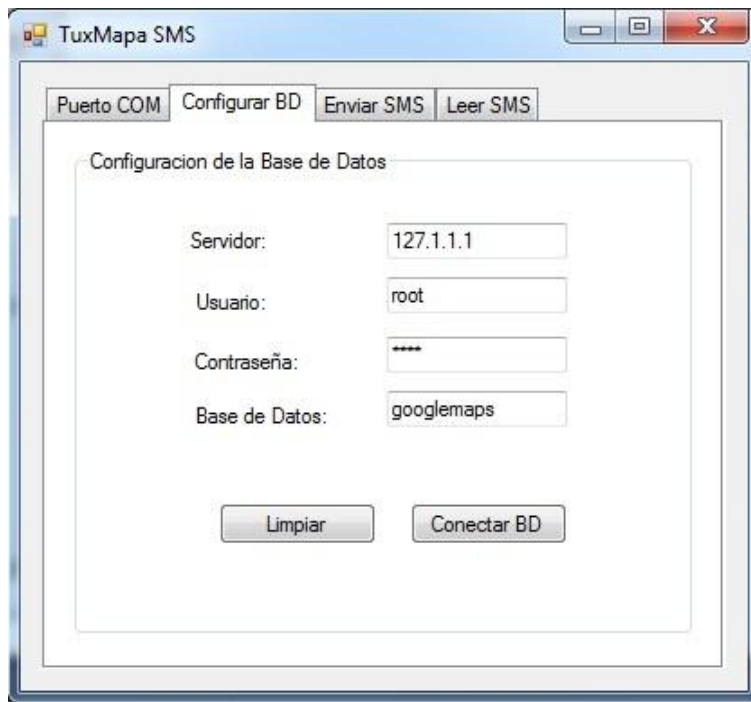 TuxMapa SMS
Puerto COM Configurar BD Enviar SMS Leer SMS
Configuracion de la Base de Datos
Servidor: 127.1.1.1
Usuario: root
Contraseña: ****
Base de Datos: googlemaps
Limpiar Conectar BD